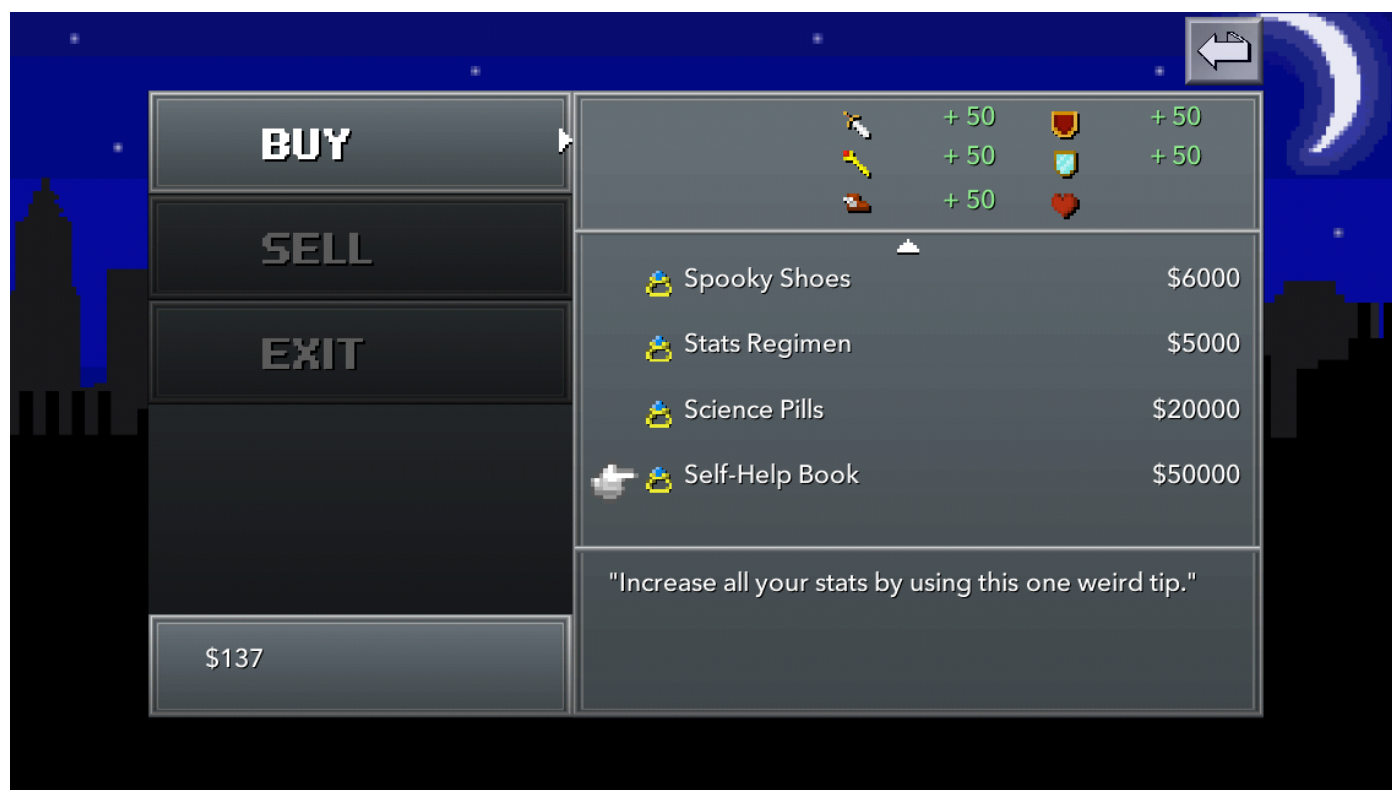 BUY
SELL
EXIT
$137
+ 50 + 50
+ 50 + 50
+ 50
Spooky Shoes $6000
Stats Regimen $5000
Science Pills $20000
Self-Help Book $50000
"Increase all your stats by using this one weird tip."